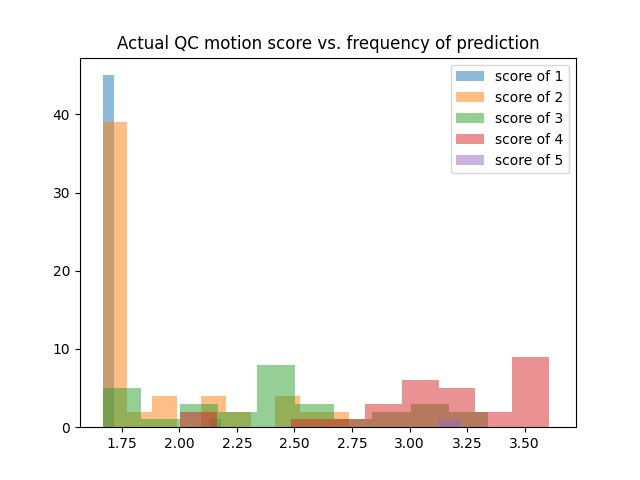 Actual QC motion score vs. frequency of prediction
score of 1
score of 2
score of 3
score of 4
score of 5
40
30
20
10
0
1.75 2.00 2.25 2.50 2.75 3.00 3.25 3.50